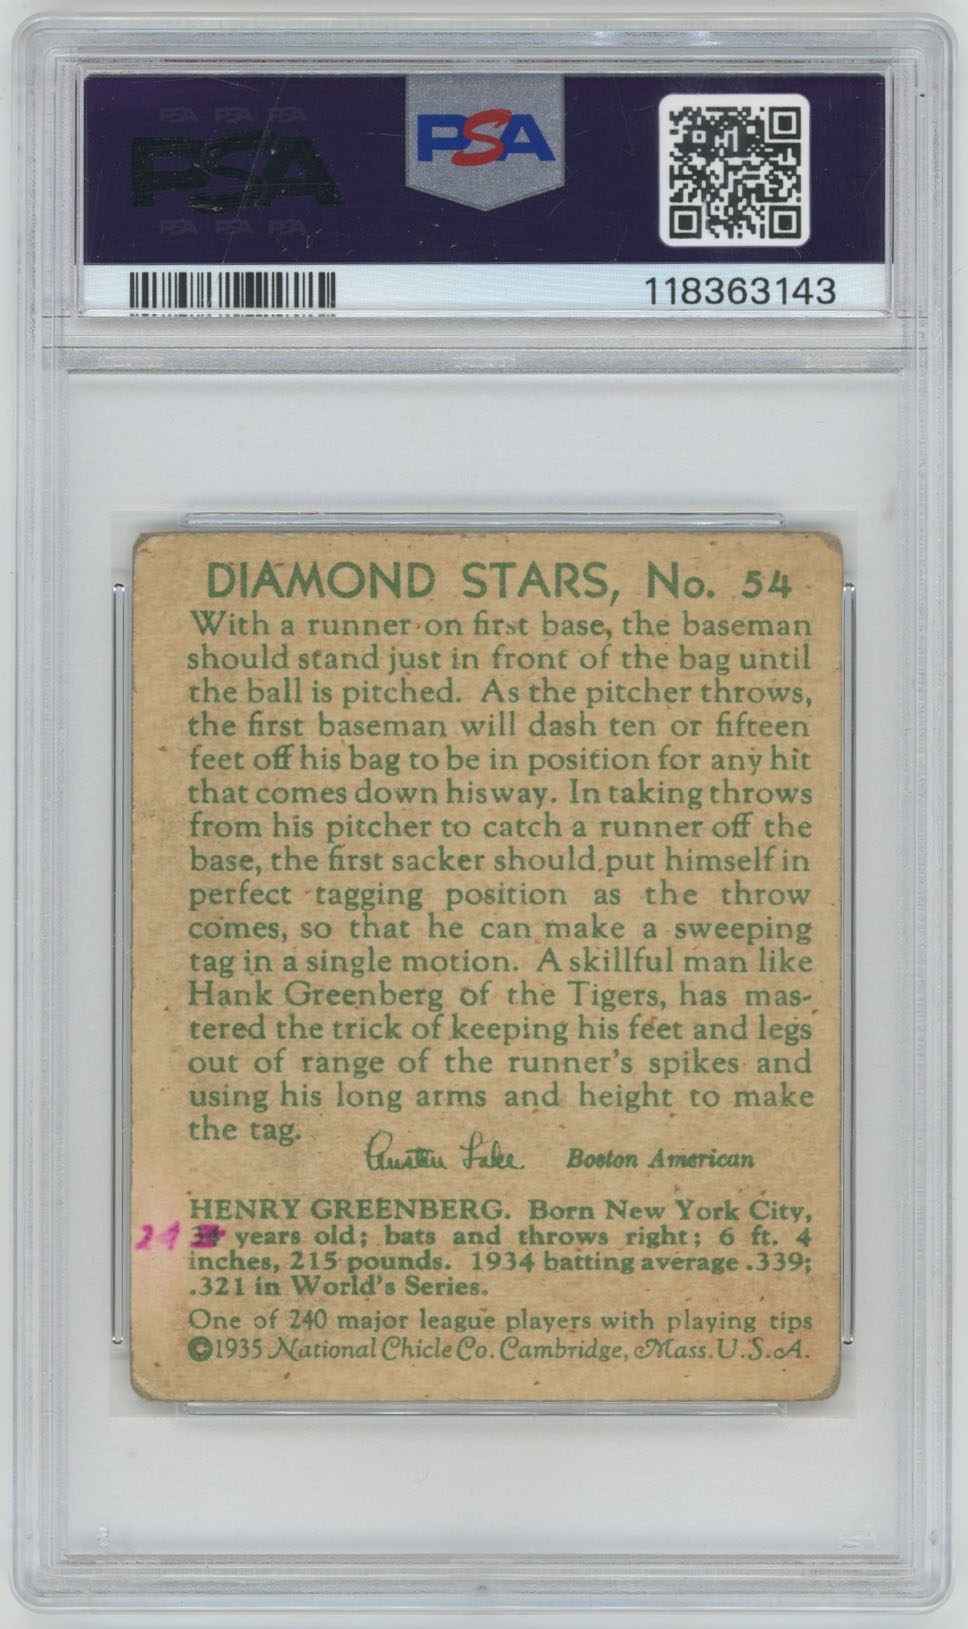 PSA PSA PSA
PSA
PSA PSA PSA
PSA
118363143
DIAMOND STARS, No. 54
With a runner on first base, the baseman
should stand just in front of the bag until
the ball is pitched. As the pitcher throws,
the first baseman will dash ten or fifteen
feet off his bag to be in position for any hit
that comes down his way. In taking throws
from his pitcher to catch a runner off the
base, the first sacker should put himself in
perfect tagging position as the throw
comes, so that he can make a sweeping
tag in a single motion. A skillful man like
Hank Greenberg of the Tigers, has mas-
tered the trick of keeping his feet and legs
out of range of the runner's spikes and
using his long arms and height to make
the tag.
Austen Lake Boston American
HENRY GREENBERG. Born New York City,
24 years old; bats and throws right; 6 ft. 4
inches, 215 pounds. 1934 batting average .339;
.321 in World's Series.
One of 240 major league players with playing tips
©1935 National Chicle Co. Cambridge, Mass. U.S.A.